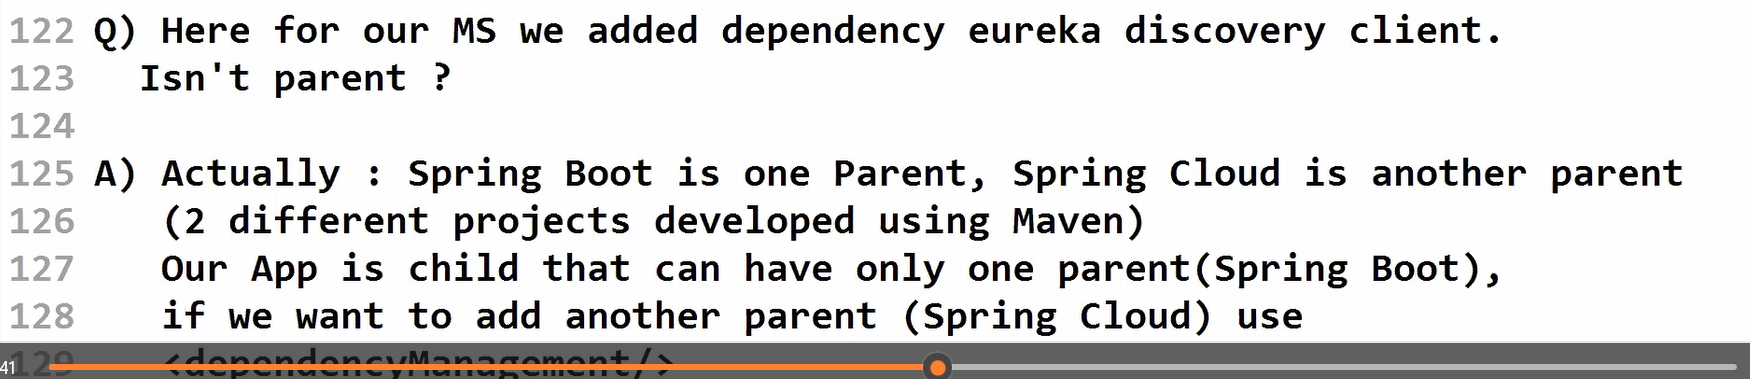 122 Q) Here for our MS we added dependency eureka discovery client.
123 Isn't parent ?
124
125 A) Actually : Spring Boot is one Parent, Spring Cloud is another parent
126 (2 different projects developed using Maven)
127 Our App is child that can have only one parent(Spring Boot),
128 if we want to add another parent (Spring Cloud) use
129 <dependencyManagement/>
41